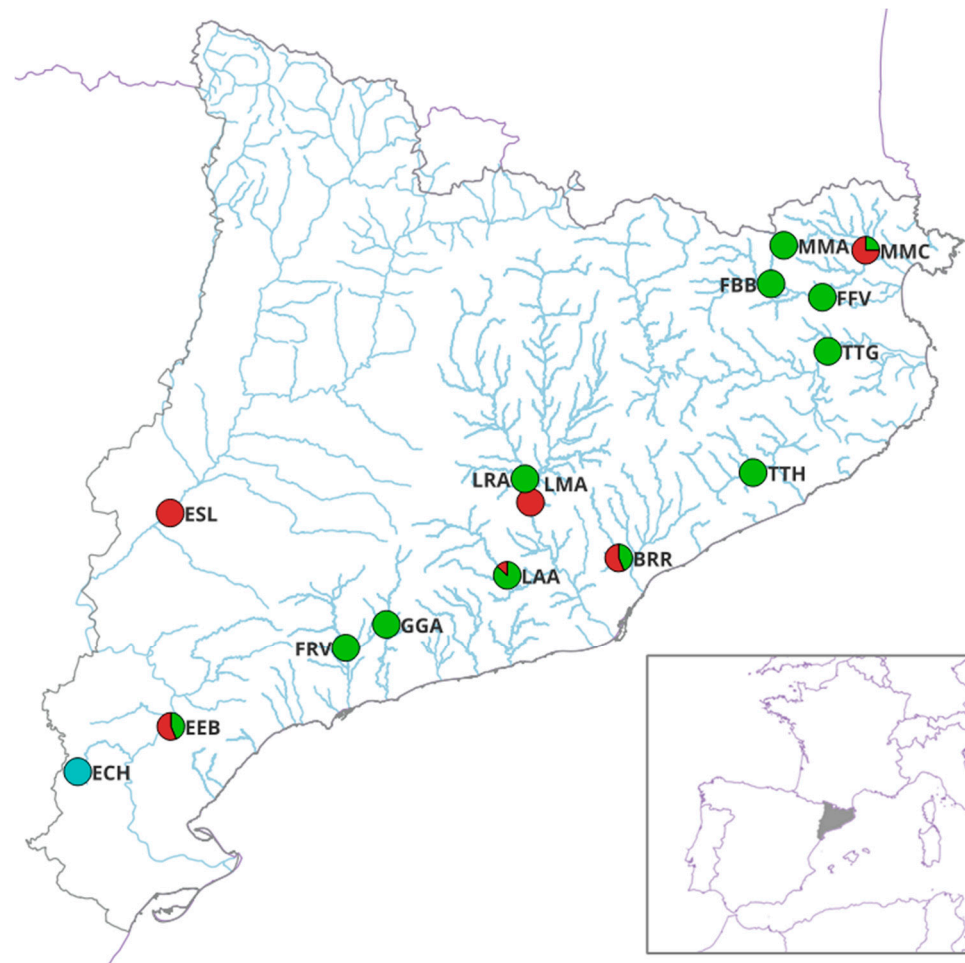 MMA
MMC
FBB
FFV
TTG
LRA
LMA
TTH
ESL
BRR
LAA
GGA
FRV
EEB
ECH